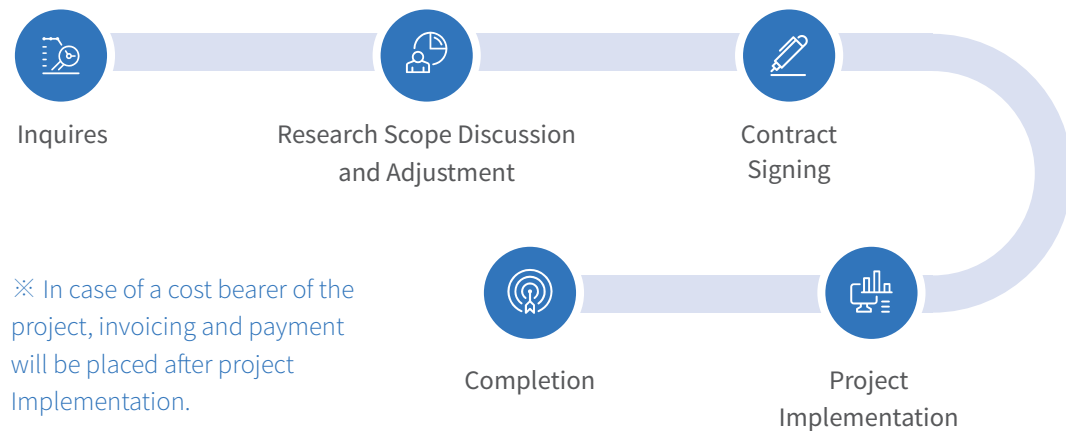 Inquires
Research Scope Discussion
and Adjustment
Contract
Signing
※ In case of a cost bearer of the
project, invoicing and payment
will be placed after project
Implementation.
Completion
Project
Implementation